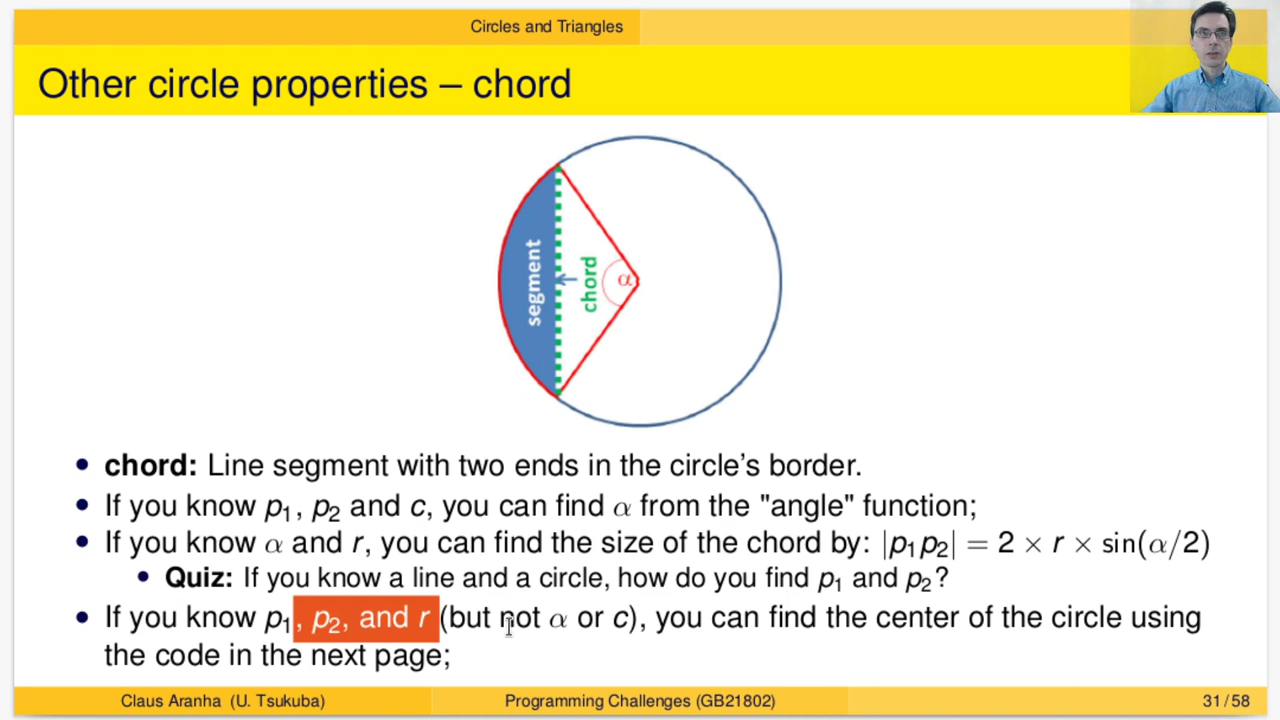 Circles and Triangles
Other circle properties – chord
segment
chord
α
• chord: Line segment with two ends in the circle's border.
• If you know p₁, p₂ and c, you can find α from the "angle" function;
• If you know α and r, you can find the size of the chord by: |p₁p₂| = 2 × r × sin(α/2)
• Quiz: If you know a line and a circle, how do you find p₁ and p₂?
• If you know p₁, p₂, and r (but not α or c), you can find the center of the circle using
the code in the next page;
Claus Aranha (U. Tsukuba)
Programming Challenges (GB21802)
31 / 58